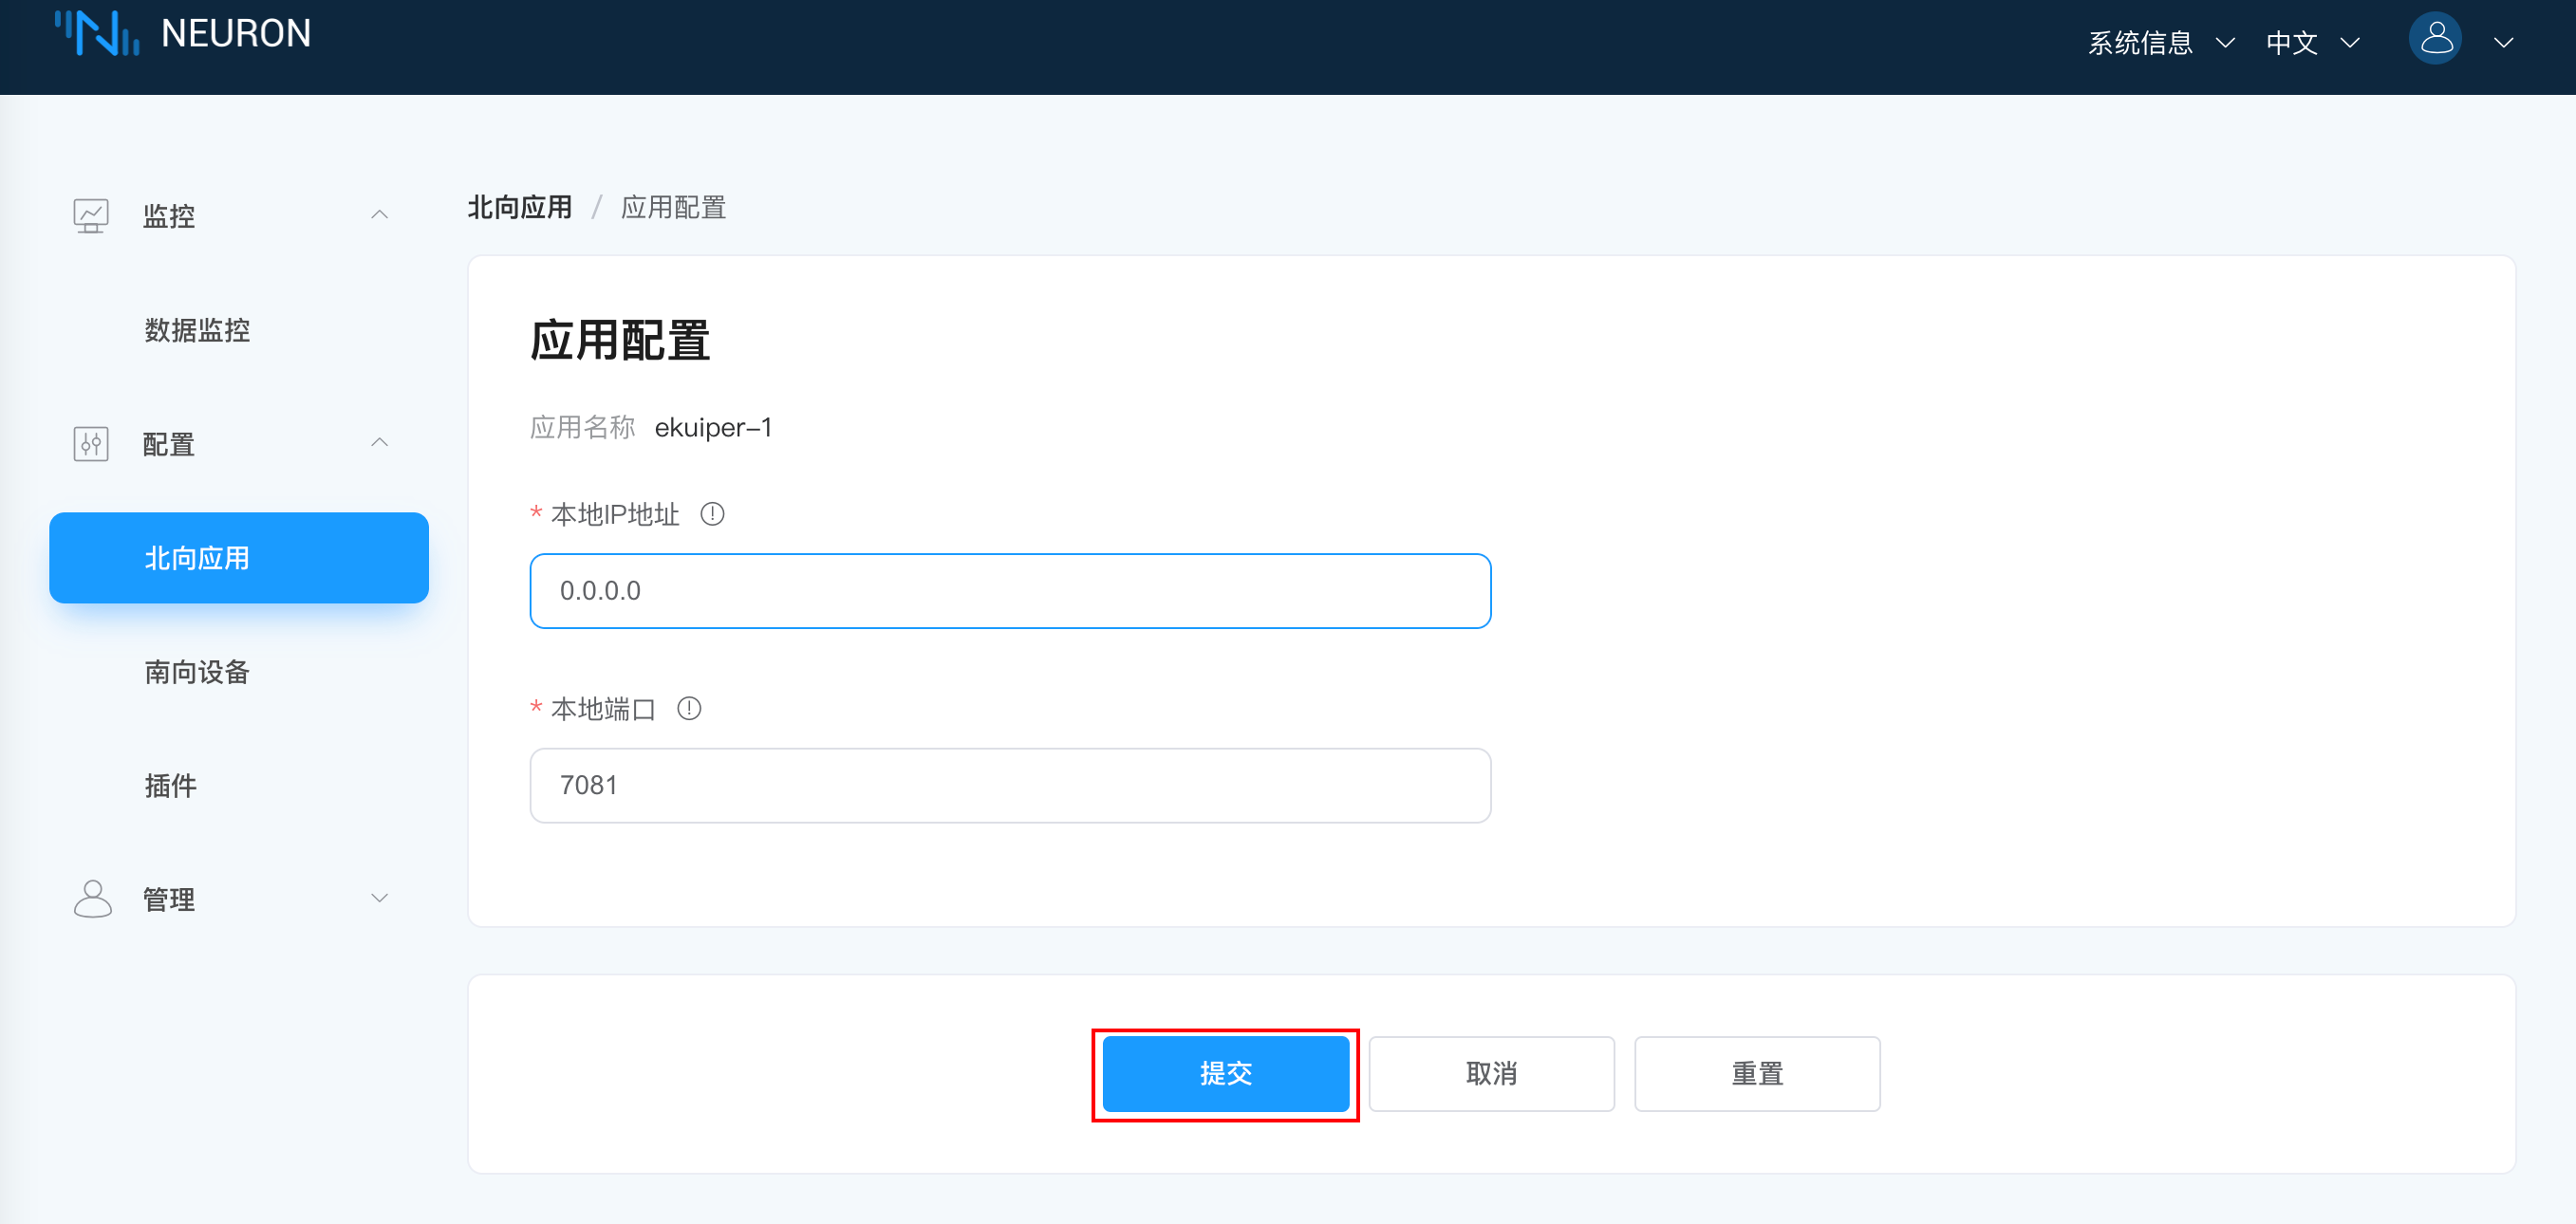 NEURON
系统信息
中文
监控
数据监控
配置
北向应用
南向设备
插件
管理
北向应用 / 应用配置
应用配置
应用名称 ekuiper-1
* 本地IP地址
0.0.0.0
* 本地端口
7081
提交
取消
重置